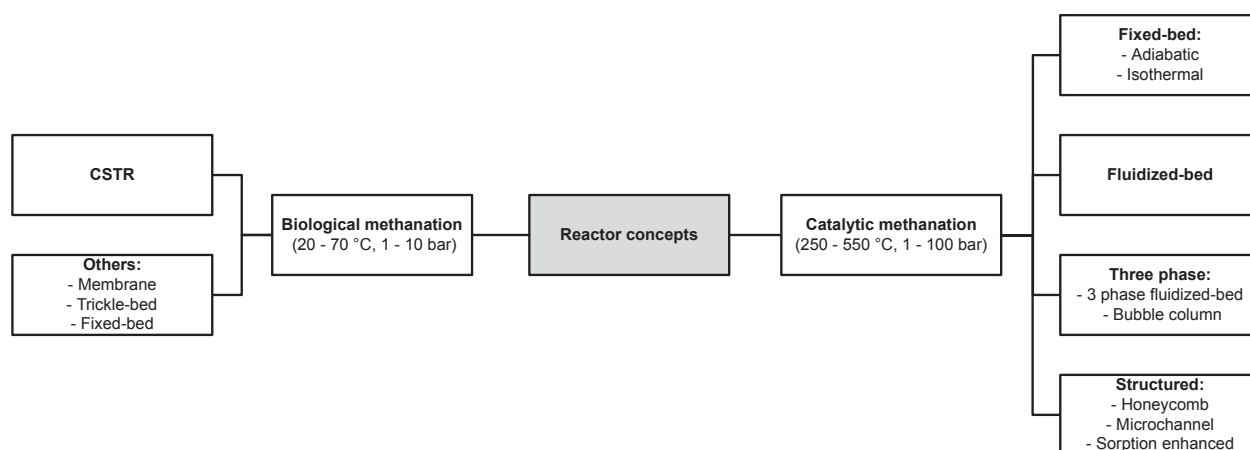 CSTR
Others:
- Membrane
- Trickle-bed
- Fixed-bed
Biological methanation
(20 - 70 °C, 1 - 10 bar)
Reactor concepts
Catalytic methanation
(250 - 550 °C, 1 - 100 bar)
Fixed-bed:
- Adiabatic
- Isothermal
Fluidized-bed
Three phase:
- 3 phase fluidized-bed
- Bubble column
Structured:
- Honeycomb
- Microchannel
- Sorption enhanced